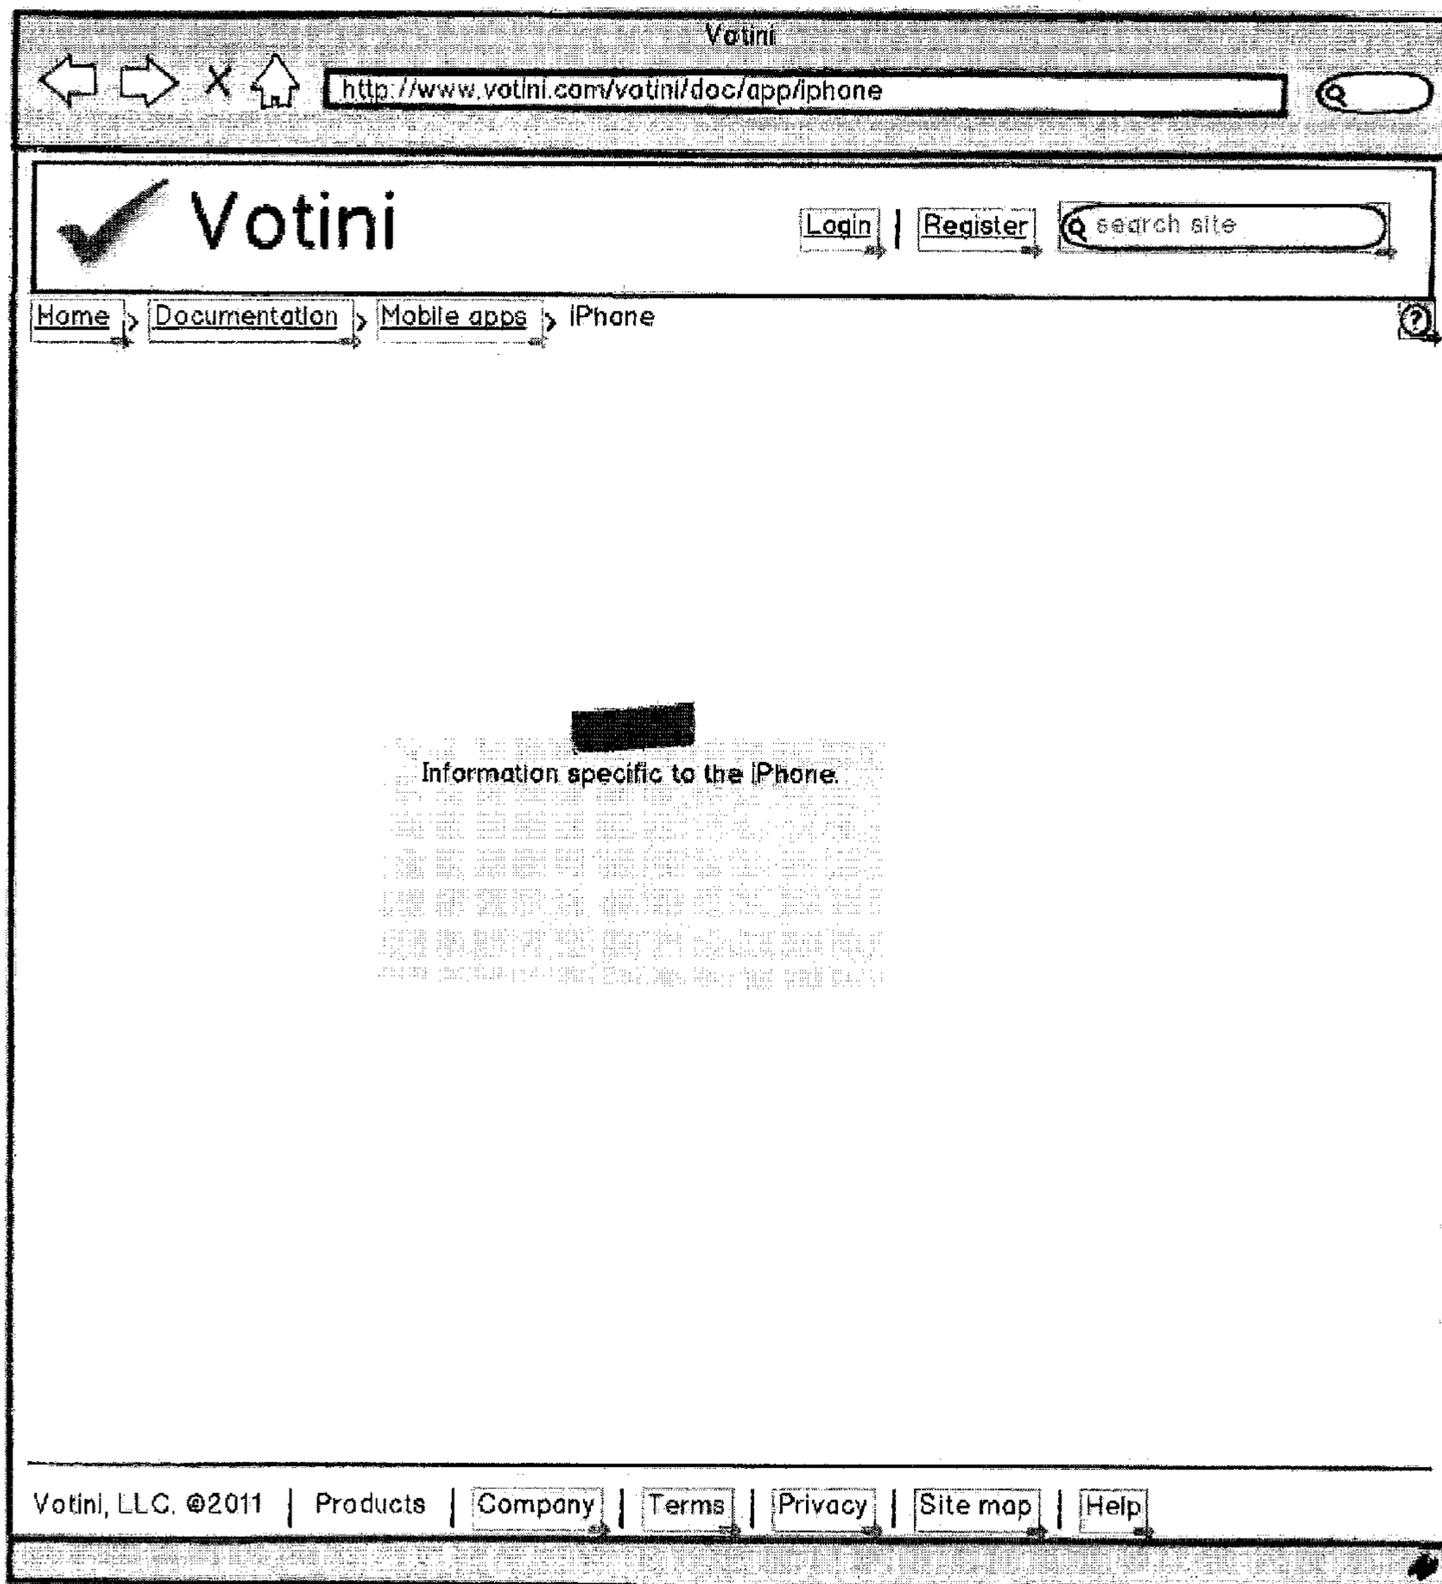 Votini
http://www.votini.com/votini/doc/app/iphone
Votini
Login | Register search site
Home > Documentation > Mobile apps > iPhone
Information specific to the iPhone.
Votini, LLC. ©2011 | Products | Company | Terms | Privacy | Site map | Help